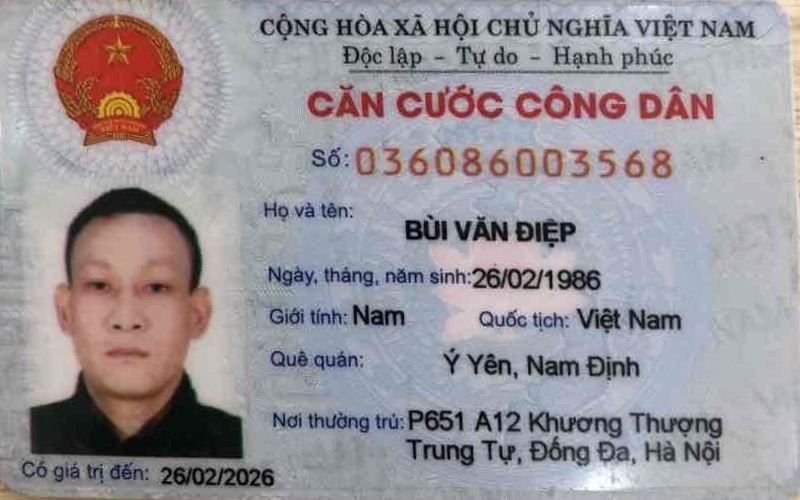 CỘNG HÒA XÃ HỘI CHỦ NGHĨA VIỆT NAM
Độc lập - Tự do - Hạnh phúc
CĂN CƯỚC CÔNG DÂN
Số: 036086003568
Họ và tên:
BÙI VĂN ĐIỆP
Ngày, tháng, năm sinh: 26/02/1986
Giới tính: Nam Quốc tịch: Việt Nam
Quê quán: Ý Yên, Nam Định
Nơi thường trú: P651 A12 Khương Thượng
Trung Tự, Đống Đa, Hà Nội
Có giá trị đến: 26/02/2026